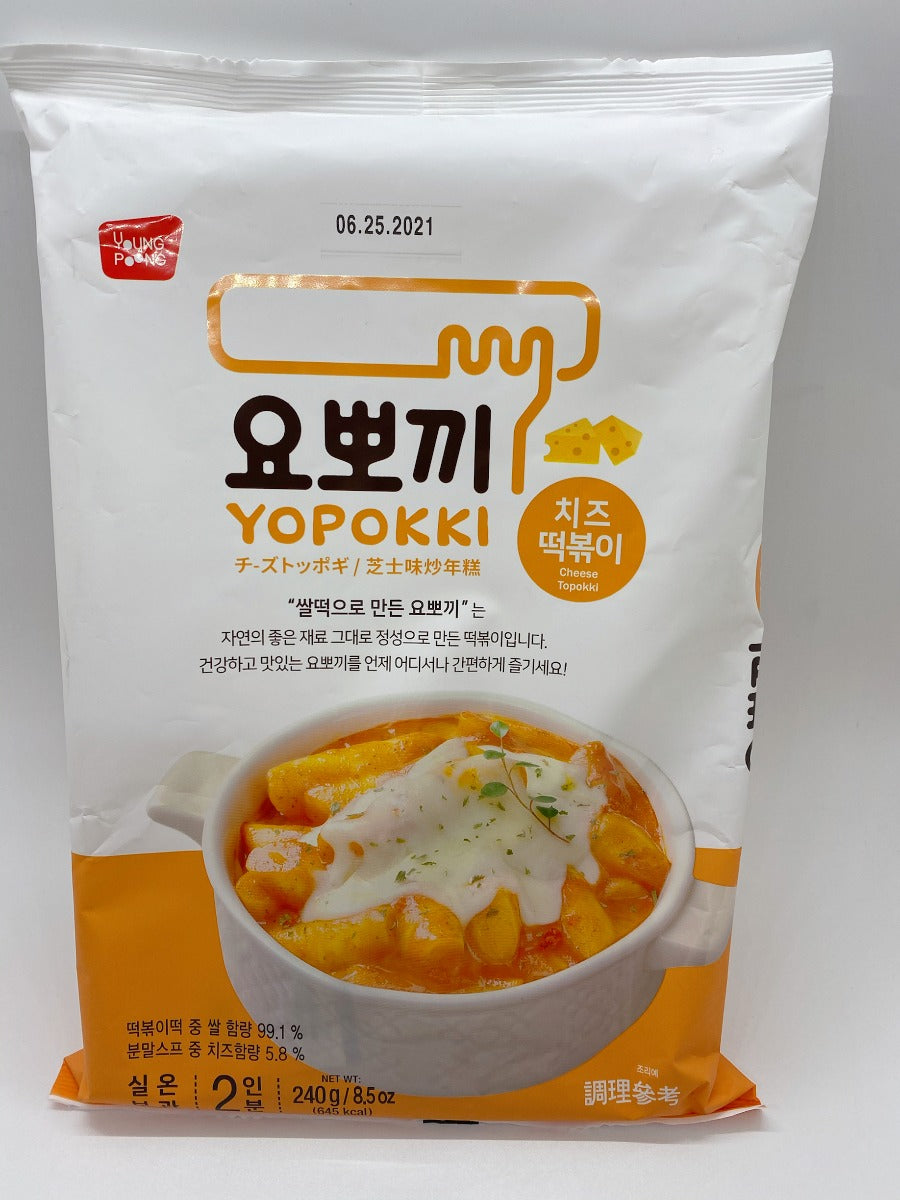 06.25.2021
YOUNG
POONG
요뽀끼
YOPOKKI
チ-ズトッポギ / 芝士味炒年糕
치즈
떡볶이
Cheese
Topokki
“쌀떡으로 만든 요뽀끼”는
자연의 좋은 재료 그대로 정성으로 만든 떡볶이입니다.
건강하고 맛있는 요뽀끼를 언제 어디서나 간편하게 즐기세요!
떡볶이떡 중 쌀 함량 99.1 %
분말스프 중 치즈함량 5.8 %
실온
보관
2인분
NET WT:
240 g / 8.5 oz
(645 kcal)
조리예
調理參考